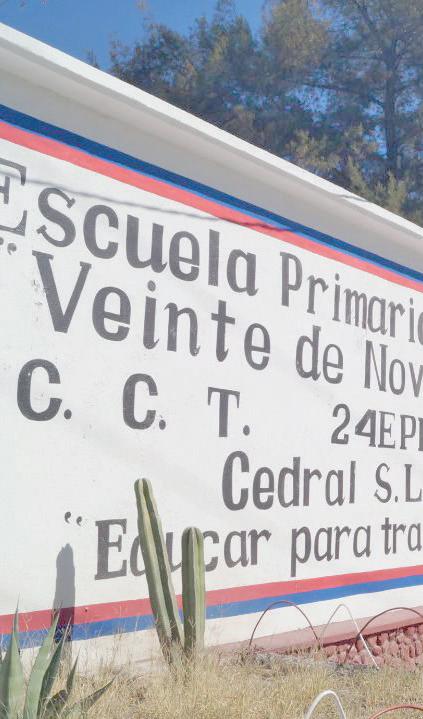 Escuela Primaria
"Veinte de Nov
C. C. T. 24EP
Cedral S.L
"Educar para tra